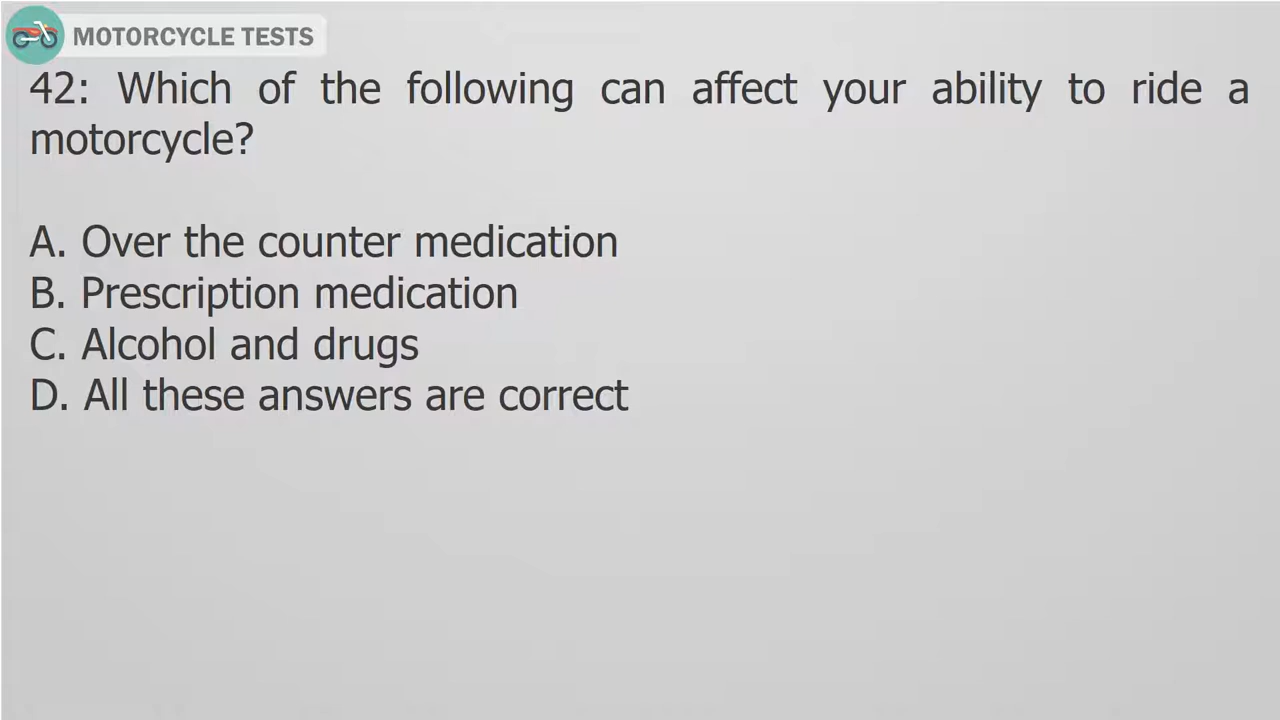 MOTORCYCLE TESTS
42: Which of the following can affect your ability to ride a
motorcycle?
A. Over the counter medication
B. Prescription medication
C. Alcohol and drugs
D. All these answers are correct